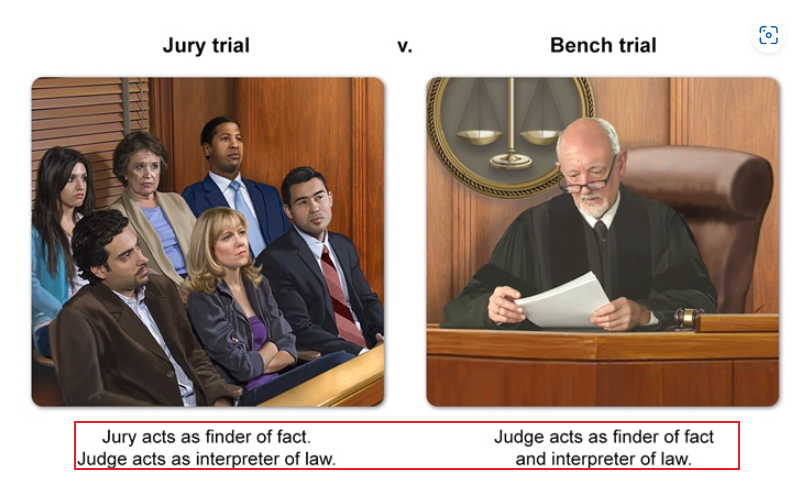 Jury trial v. Bench trial
Jury acts as finder of fact.
Judge acts as interpreter of law.
Judge acts as finder of fact
and interpreter of law.